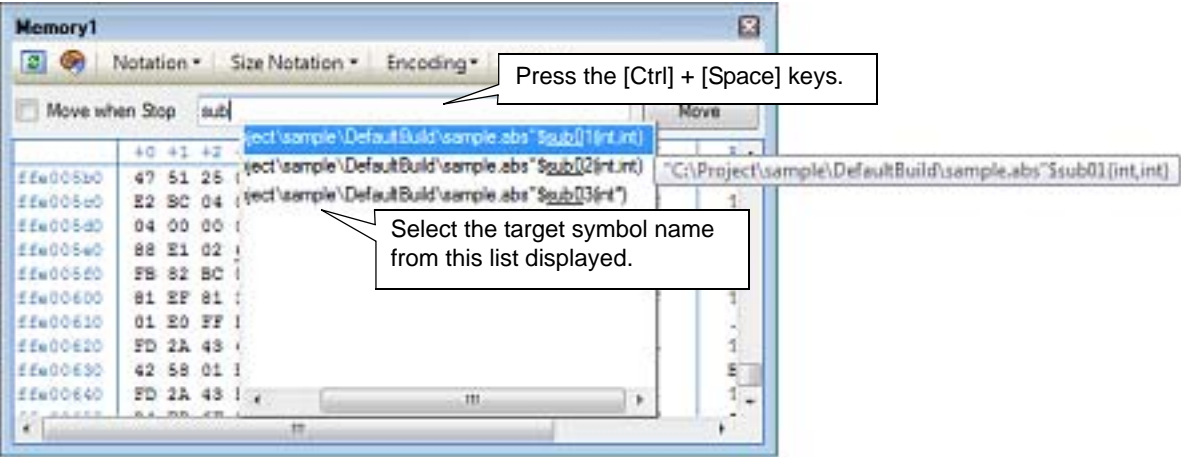 Memory1
Notation Size Notation Encoding
Press the [Ctrl] + [Space] keys.
Move when Stop sub Move
ject\sample\DefaultBuild\sample.abs"$sub01(int,int)
+0 +1 +2
ject\sample\DefaultBuild\sample.abs"$sub02(int,int)
"C:\Project\sample\DefaultBuild\sample.abs"$sub01(int,int)
ffe005b0 47 51 25
ject\sample\DefaultBuild\sample.abs"$sub03(int*)
ffe005c0 E2 BC 04
Select the target symbol name
from this list displayed.
ffe005d0 04 00 00
ffe005e0 88 E1 02
ffe005f0 FB 82 BC
ffe00600 81 EF 81
ffe00610 01 E0 FF
ffe00620 FD 2A 43
ffe00630 42 58 01
ffe00640 FD 2A 43